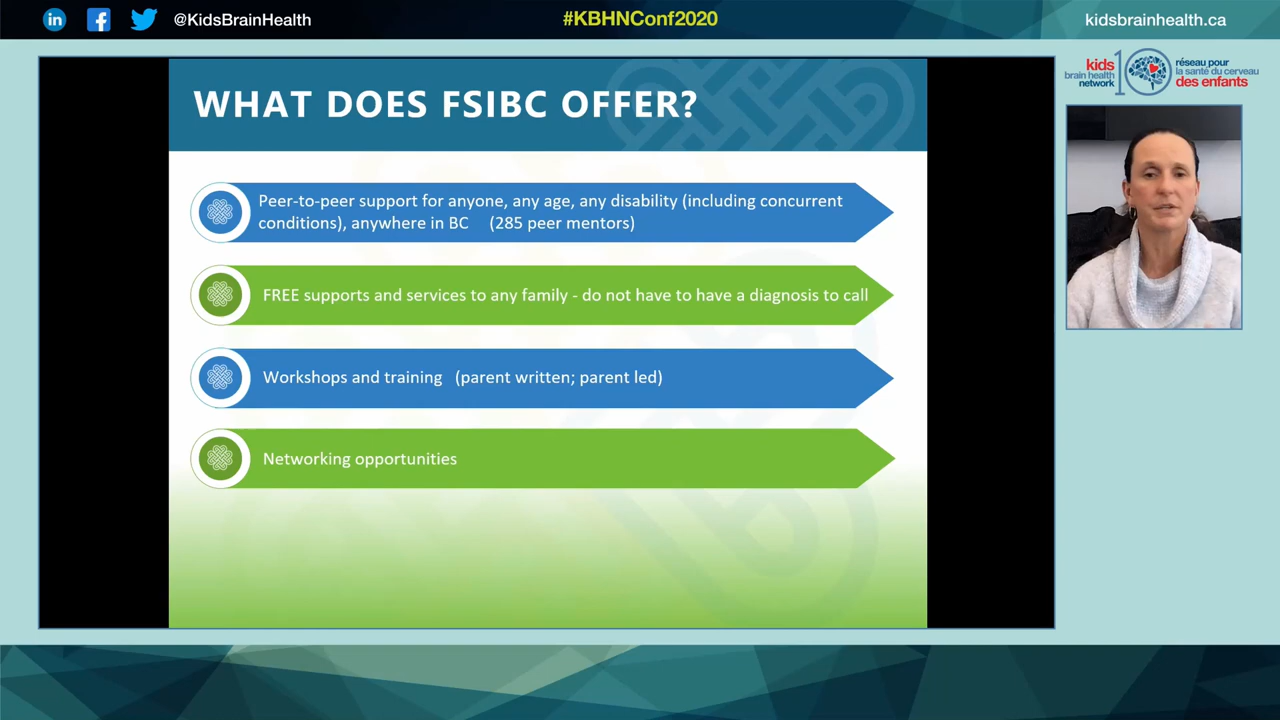 in f @KidsBrainHealth
#KBHNConf2020
kidsbrainhealth.ca
kids
brain health
network
10
réseau pour
la santé du cerveau
des enfants
WHAT DOES FSIBC OFFER?
Peer-to-peer support for anyone, any age, any disability (including concurrent
conditions), anywhere in BC (285 peer mentors)
FREE supports and services to any family - do not have to have a diagnosis to call
Workshops and training (parent written; parent led)
Networking opportunities